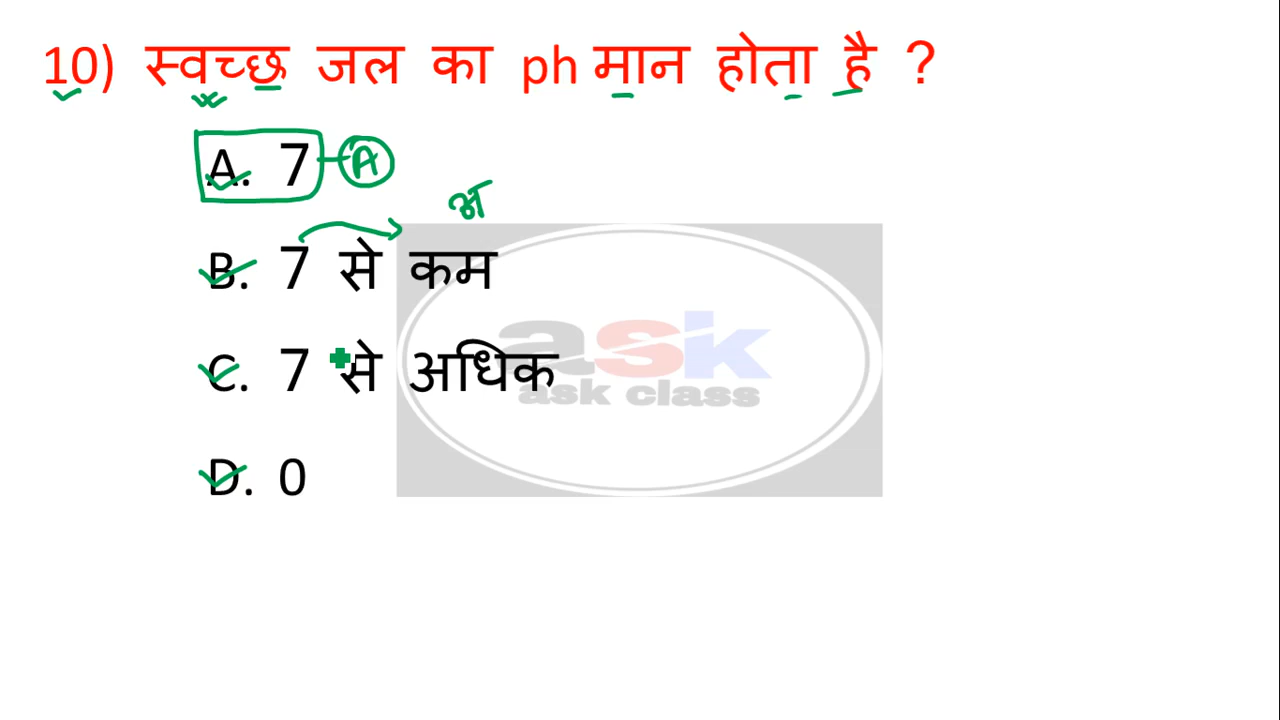 10) स्वच्छ जल का ph मान होता है ?
A. 7 A
अ
B. 7 से कम
C. 7 से अधिक
ask
ask class
D. 0